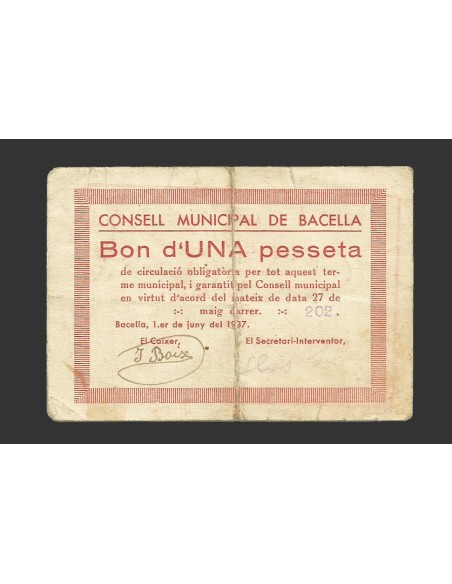 CONSELL MUNICIPAL DE BACELLA
Bon d'UNA pesseta
de circulació obligatòria per tot aquest ter-
me municipal, i garantit pel Consell municipal
en virtut d'acord del mateix de data 27 de
:-: maig darrer. :-: 202.
Bacella, 1.er de juny del 1937.
El Caixer, El Secretari-Interventor,
J Boix